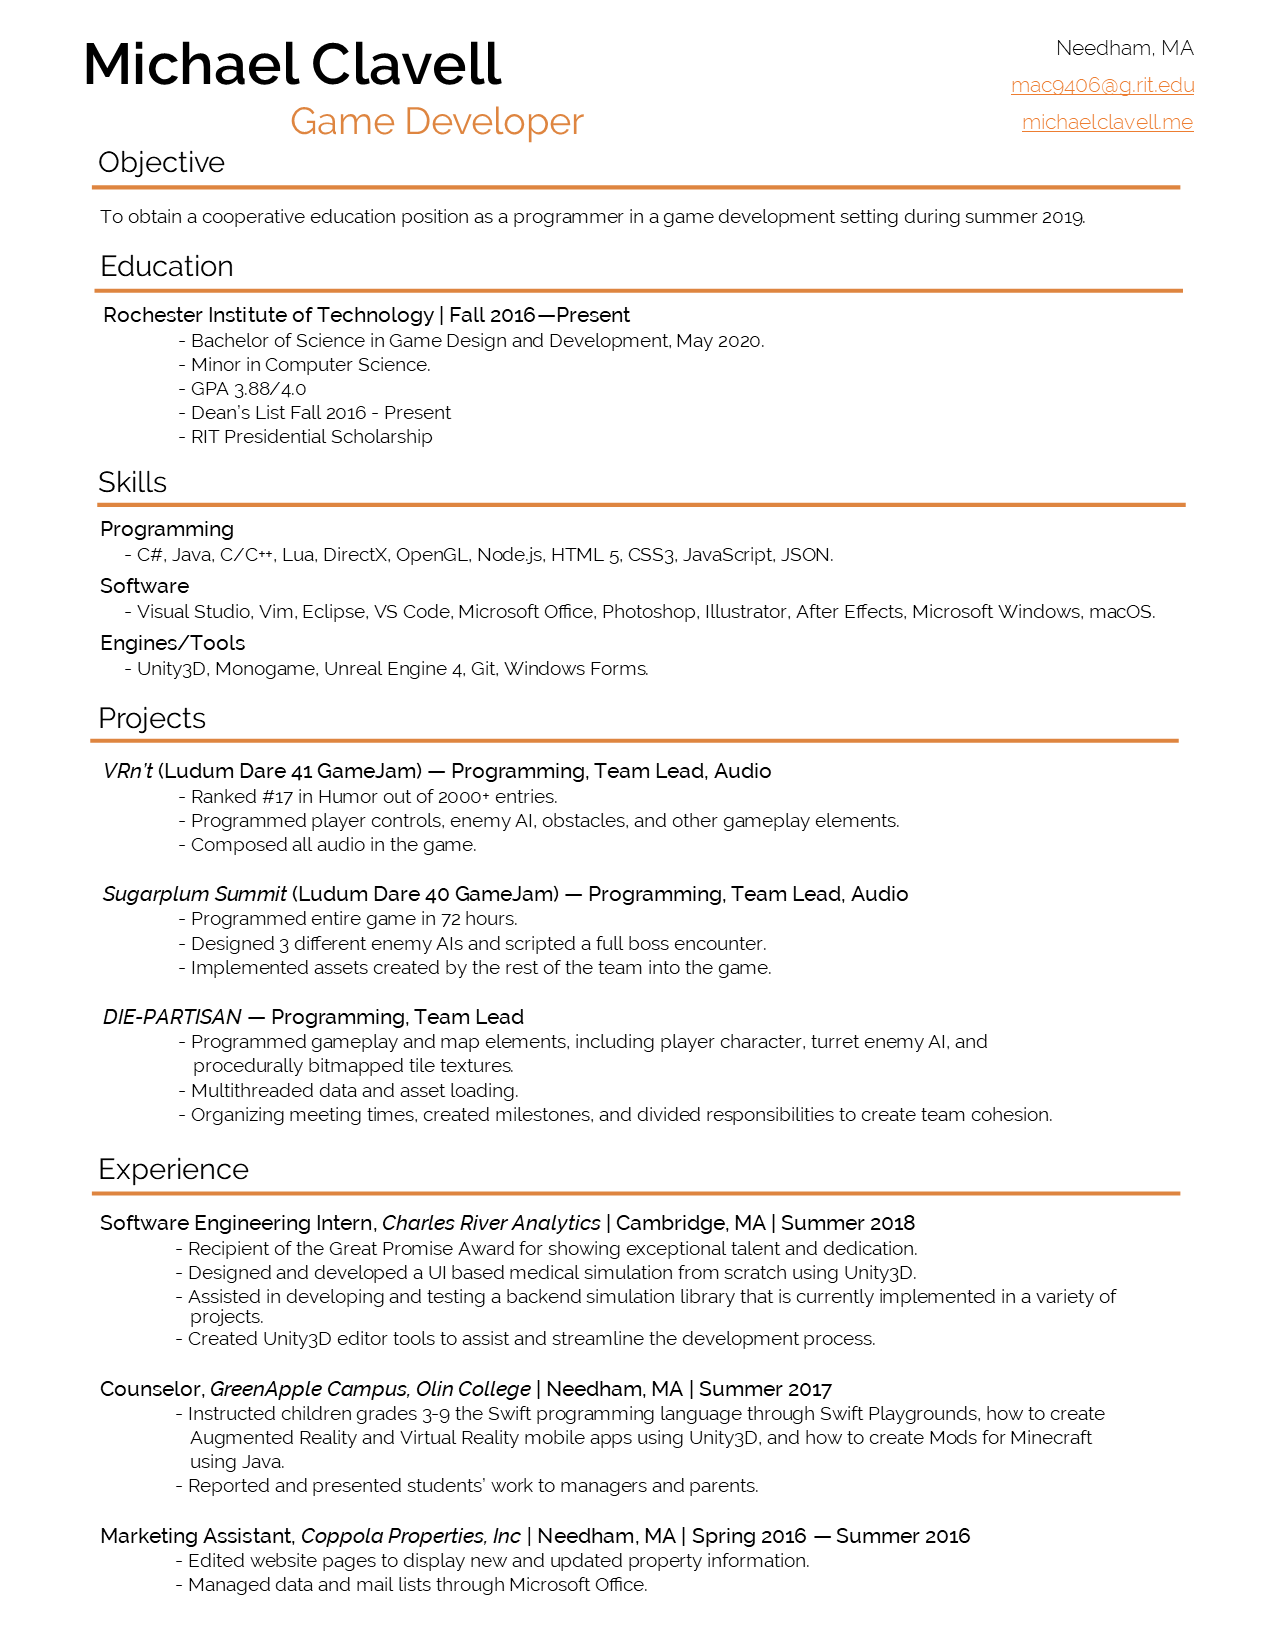 Michael Clavell
Game Developer
Needham, MA
mac9406@g.rit.edu
michaelclavell.me
Objective
To obtain a cooperative education position as a programmer in a game development setting during summer 2019.
Education
Rochester Institute of Technology | Fall 2016—Present
- Bachelor of Science in Game Design and Development, May 2020.
- Minor in Computer Science.
- GPA 3.88/4.0
- Dean's List Fall 2016 - Present
- RIT Presidential Scholarship
Skills
Programming
- C#, Java, C/C++, Lua, DirectX, OpenGL, Node.js, HTML 5, CSS3, JavaScript, JSON.
Software
- Visual Studio, Vim, Eclipse, VS Code, Microsoft Office, Photoshop, Illustrator, After Effects, Microsoft Windows, macOS.
Engines/Tools
- Unity3D, Monogame, Unreal Engine 4, Git, Windows Forms.
Projects
VRn't (Ludum Dare 41 GameJam) — Programming, Team Lead, Audio
- Ranked #17 in Humor out of 2000+ entries.
- Programmed player controls, enemy AI, obstacles, and other gameplay elements.
- Composed all audio in the game.
Sugarplum Summit (Ludum Dare 40 GameJam) — Programming, Team Lead, Audio
- Programmed entire game in 72 hours.
- Designed 3 different enemy AIs and scripted a full boss encounter.
- Implemented assets created by the rest of the team into the game.
DIE-PARTISAN — Programming, Team Lead
- Programmed gameplay and map elements, including player character, turret enemy AI, and
procedurally bitmapped tile textures.
- Multithreaded data and asset loading.
- Organizing meeting times, created milestones, and divided responsibilities to create team cohesion.
Experience
Software Engineering Intern, Charles River Analytics | Cambridge, MA | Summer 2018
- Recipient of the Great Promise Award for showing exceptional talent and dedication.
- Designed and developed a UI based medical simulation from scratch using Unity3D.
- Assisted in developing and testing a backend simulation library that is currently implemented in a variety of
projects.
- Created Unity3D editor tools to assist and streamline the development process.
Counselor, GreenApple Campus, Olin College | Needham, MA | Summer 2017
- Instructed children grades 3-9 the Swift programming language through Swift Playgrounds, how to create
Augmented Reality and Virtual Reality mobile apps using Unity3D, and how to create Mods for Minecraft
using Java.
- Reported and presented students' work to managers and parents.
Marketing Assistant, Coppola Properties, Inc | Needham, MA | Spring 2016 — Summer 2016
- Edited website pages to display new and updated property information.
- Managed data and mail lists through Microsoft Office.